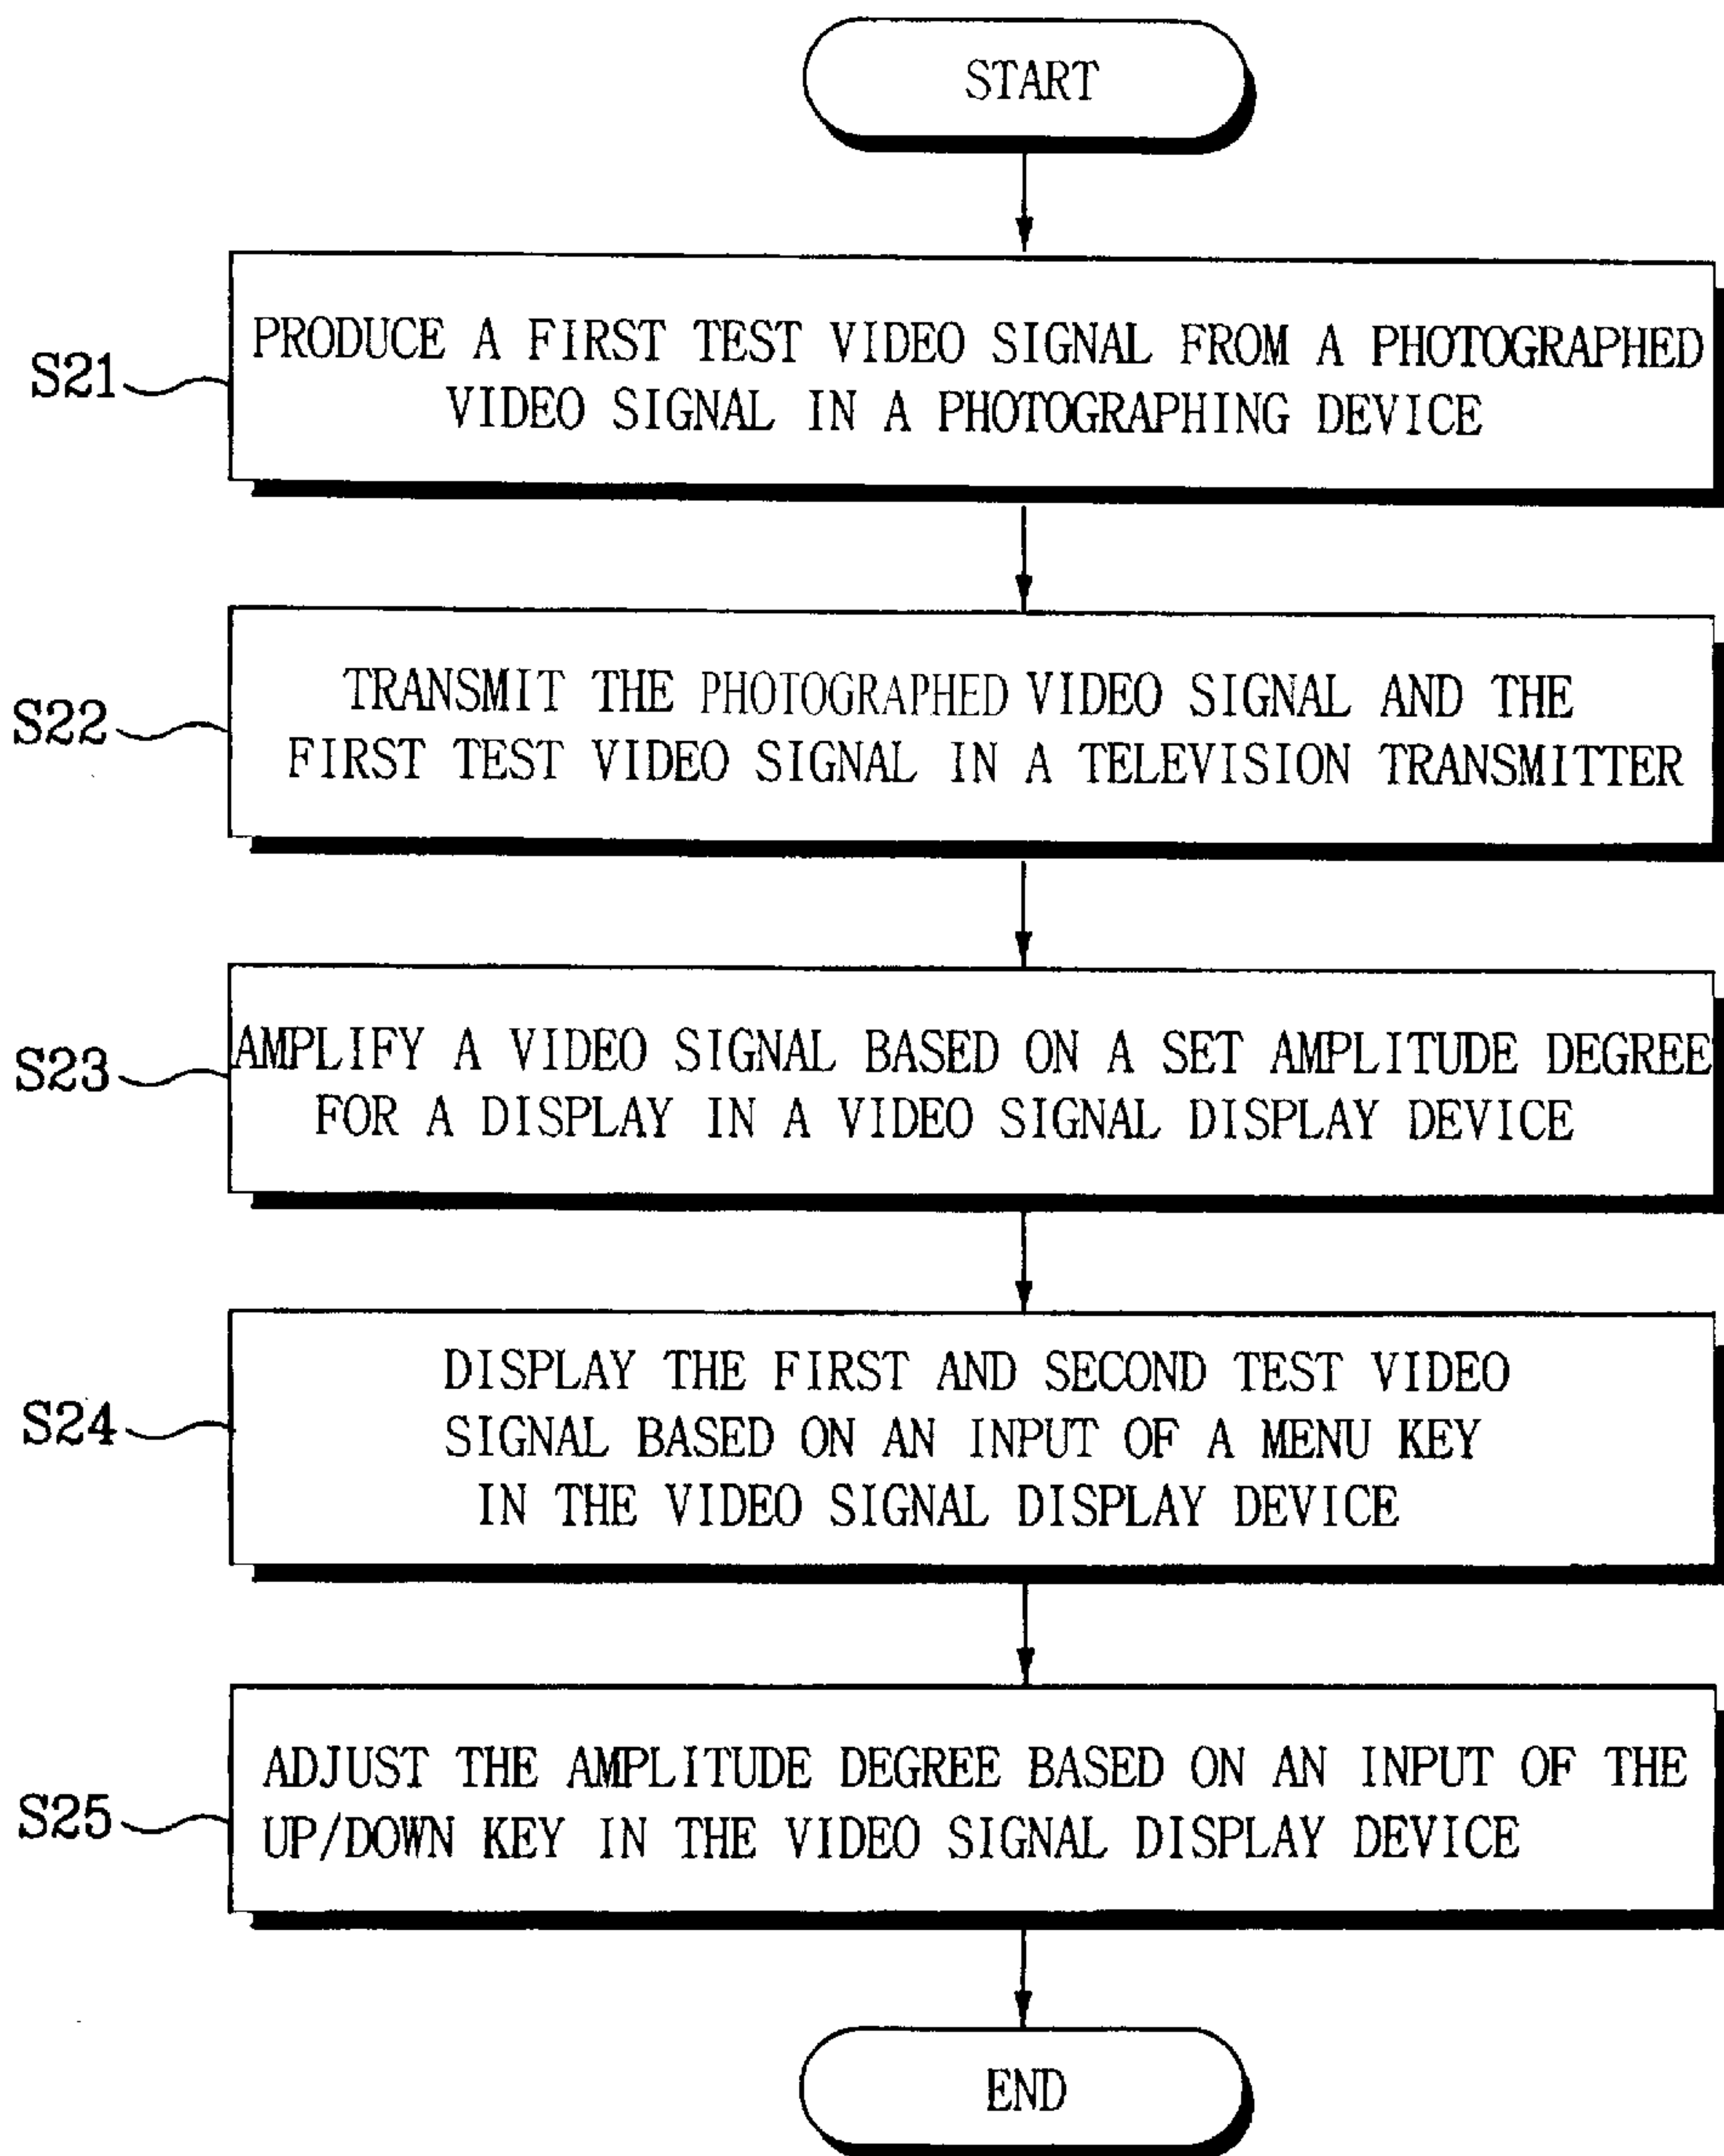 START
S21
PRODUCE A FIRST TEST VIDEO SIGNAL FROM A PHOTOGRAPHED
VIDEO SIGNAL IN A PHOTOGRAPHING DEVICE
S22
TRANSMIT THE PHOTOGRAPHED VIDEO SIGNAL AND THE
FIRST TEST VIDEO SIGNAL IN A TELEVISION TRANSMITTER
S23
AMPLIFY A VIDEO SIGNAL BASED ON A SET AMPLITUDE DEGREE
FOR A DISPLAY IN A VIDEO SIGNAL DISPLAY DEVICE
S24
DISPLAY THE FIRST AND SECOND TEST VIDEO
SIGNAL BASED ON AN INPUT OF A MENU KEY
IN THE VIDEO SIGNAL DISPLAY DEVICE
S25
ADJUST THE AMPLITUDE DEGREE BASED ON AN INPUT OF THE
UP/DOWN KEY IN THE VIDEO SIGNAL DISPLAY DEVICE
END